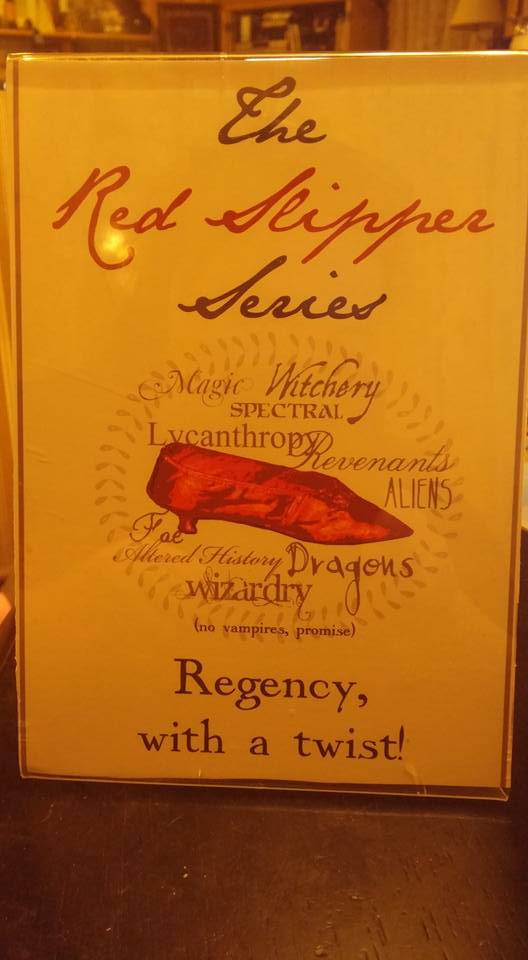 The
Red Slipper
Series
Magic Witchery
SPECTRAL
Lycanthropy
Revenants
ALIENS
Fae
Altered History Dragons
wizardry
(no vampires, promise)
Regency,
with a twist!